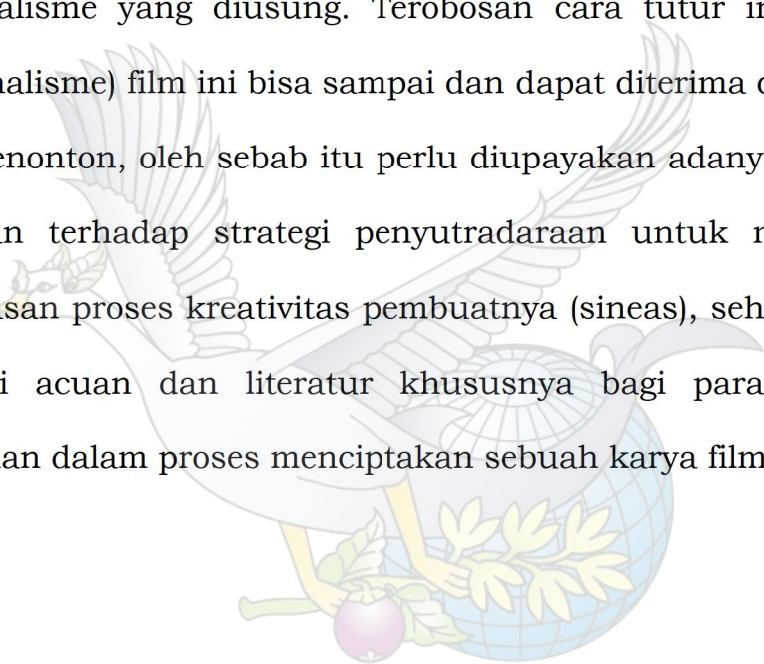 alisme yang diusung. Terobosan cara tutur in
nalisme) film ini bisa sampai dan dapat diterima
enonton, oleh sebab itu perlu diupayakan adany
n terhadap strategi penyutradaraan untuk
san proses kreativitas pembuatnya (sineas), seh
i acuan dan literatur khususnya bagi para
an dalam proses menciptakan sebuah karya film